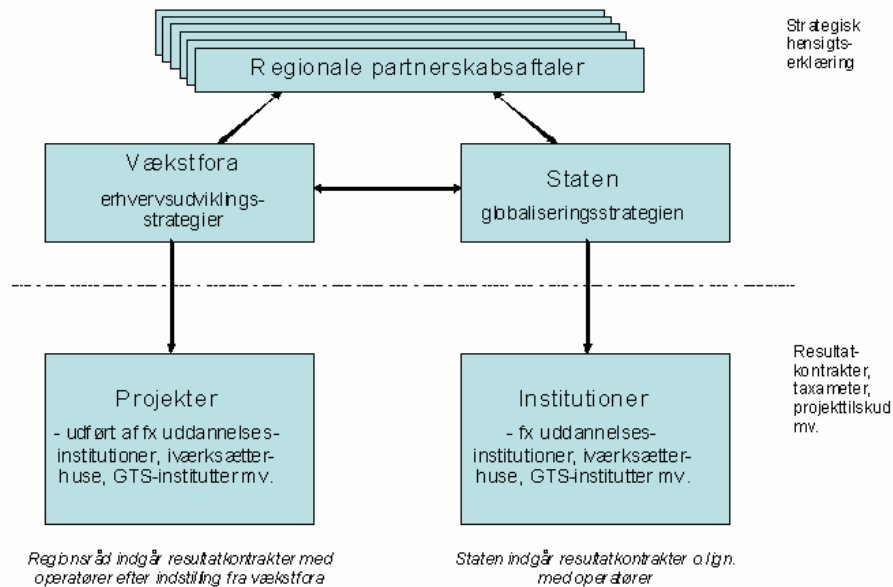 Strategisk
hensigts-
erklæring
Regionale partnerskabsaftaler
Vækstfora
erhvervsudviklings-
strategier
Staten
globaliseringsstrategien
Projekter
- udført af fx uddannelses-
institutioner, iværksætter-
huse, GTS-institutter mv.
Institutioner
- fx uddannelses-
institutioner, iværksætter-
huse, GTS-institutter mv.
Resultat-
kontrakter,
taxameter,
projekttilskud
mv.
Regionsråd indgår resultatkontrakter med
operatører efter indstilling fra vækstfora
Staten indgår resultatkontrakter o.lign.
med operatører